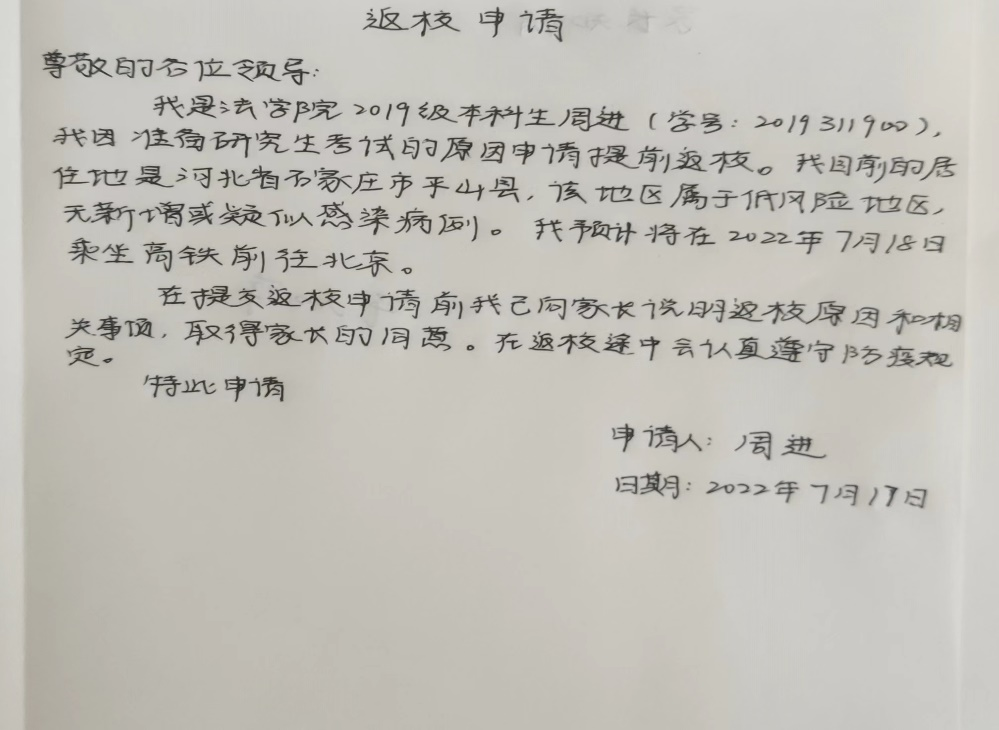 返校申请
尊敬的各位领导:
我是法学院2019级本科生周进(学号:2019311900),
我因准备研究生考试的原因申请提前返校。我目前的居
住地是河北省石家庄市平山县,该地区属于低风险地区,
无新增或疑似感染病例。我预计将在2022年7月18日
乘坐高铁前往北京。
在提交返校申请前我已向家长说明返校原因和相
关事项,取得家长的同意。在返校途中会认真遵守防疫规
定。
特此申请
申请人:周进
日期:2022年7月17日